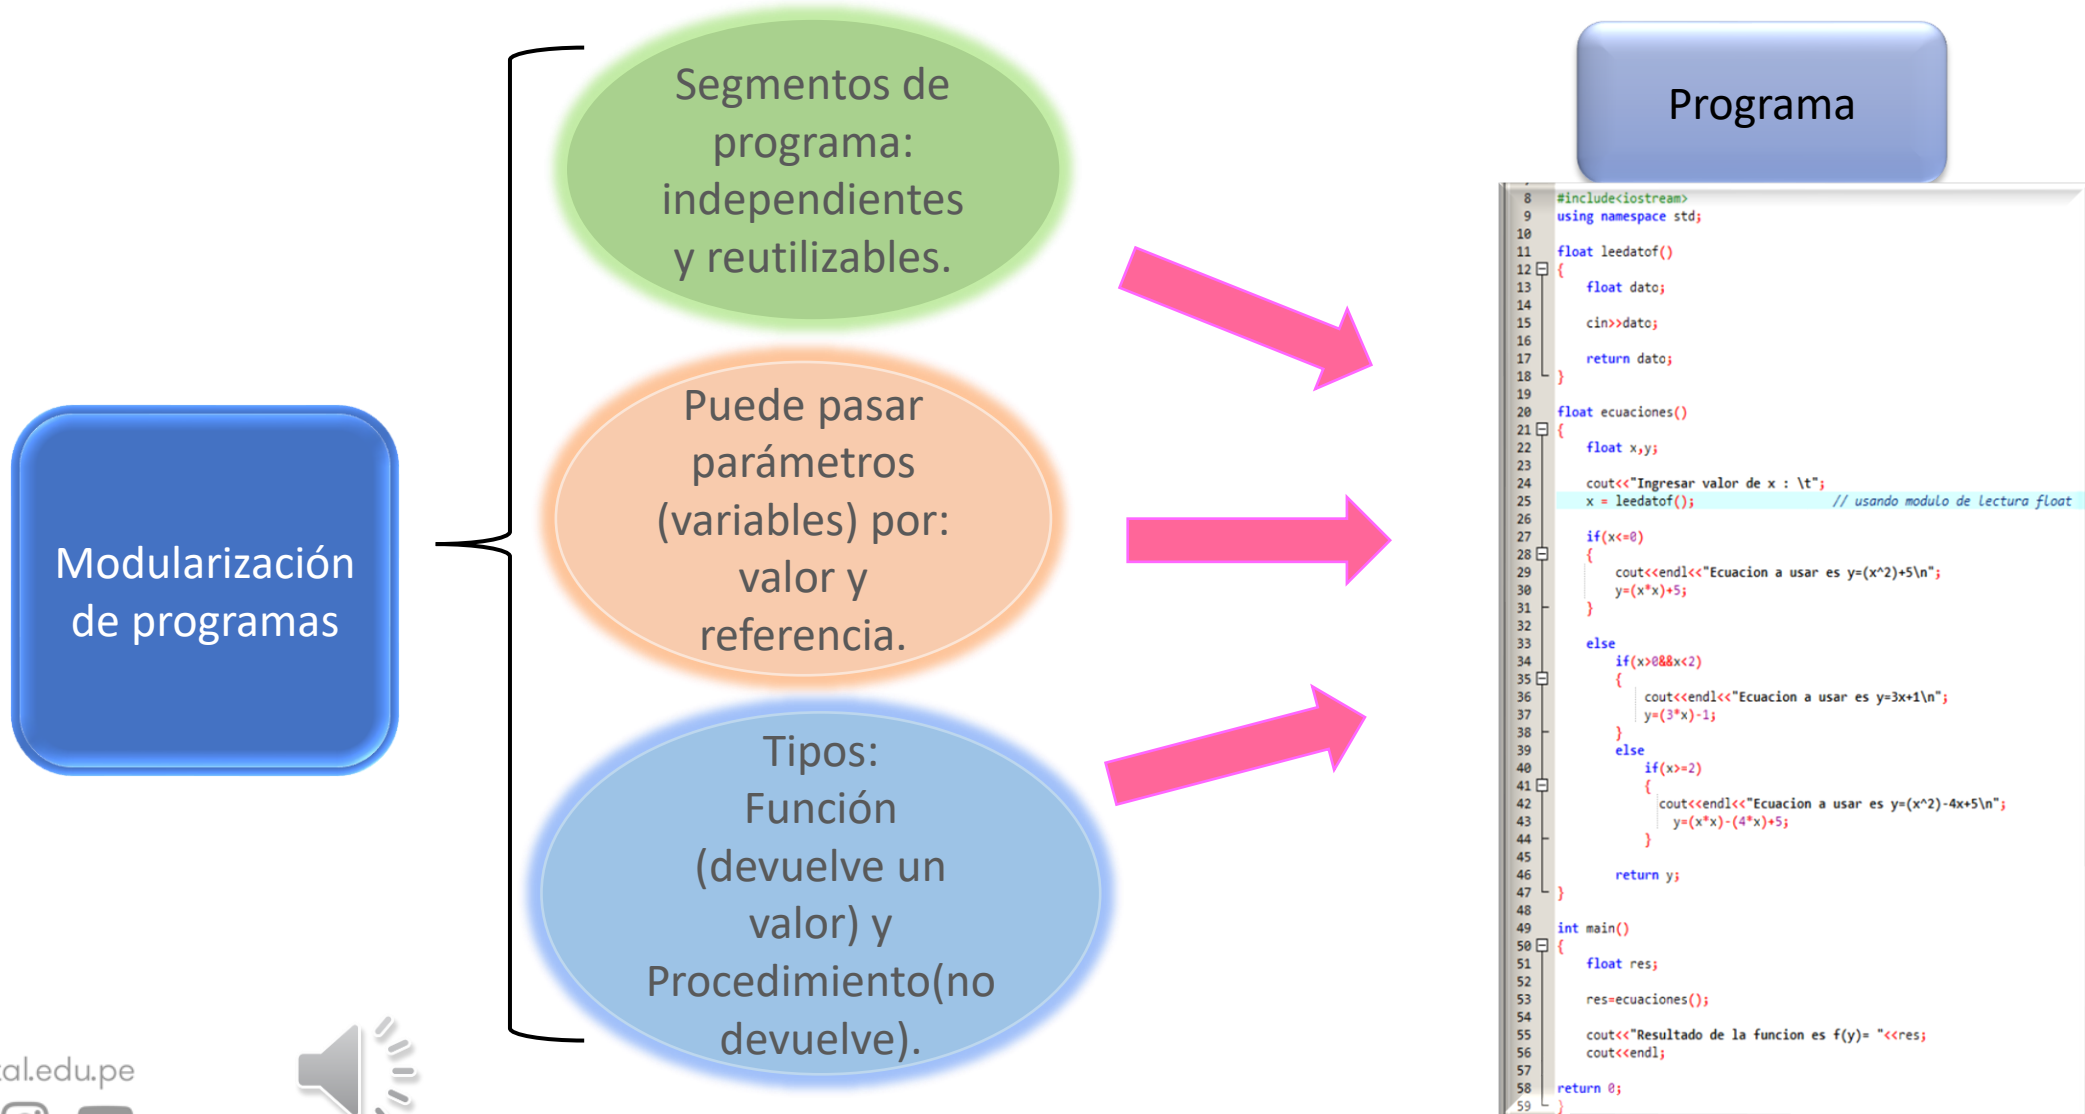 Modularización
de programas
Segmentos de
programa:
independientes
y reutilizables.
Puede pasar
parámetros
(variables) por:
valor y
referencia.
Tipos:
Función
(devuelve un
valor) y
Procedimiento(no
devuelve).
Programa
8 #include<iostream>
9 using namespace std;
10
11 float leedatof()
12 {
13 float dato;
14
15 cin>>dato;
16
17 return dato;
18 }
19
20 float ecuaciones()
21 {
22 float x,y;
23
24 cout<<"Ingresar valor de x : \t";
25 x = leedatof(); // usando modulo de lectura float
26
27 if(x<=0)
28 {
29 cout<<endl<<"Ecuacion a usar es y=(x^2)+5\n";
30 y=(x*x)+5;
31 }
32
33 else
34 if(x>0&&x<2)
35 {
36 cout<<endl<<"Ecuacion a usar es y=3x+1\n";
37 y=(3*x)-1;
38 }
39 else
40 if(x>=2)
41 {
42 cout<<endl<<"Ecuacion a usar es y=(x^2)-4x+5\n";
43 y=(x*x)-(4*x)+5;
44 }
45
46 return y;
47 }
48
49 int main()
50 {
51 float res;
52
53 res=ecuaciones();
54
55 cout<<"Resultado de la funcion es f(y)= "<<res;
56 cout<<endl;
57
58 return 0;
59 }
al.edu.pe